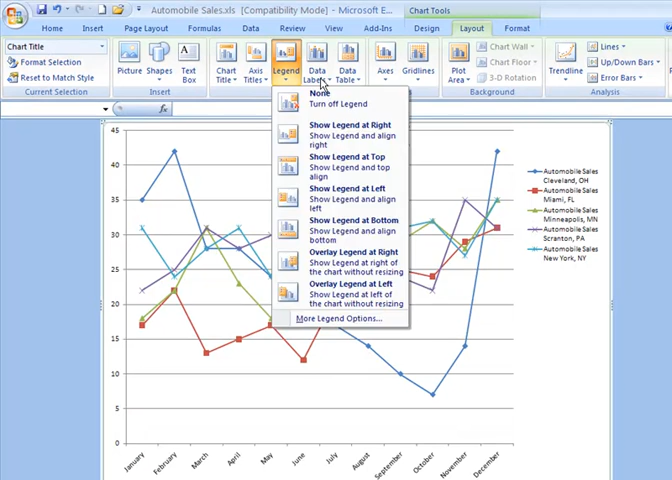 Automobile Sales.xls [Compatibility Mode] - Microsoft E...
Chart Tools
Home Insert Page Layout Formulas Data Review View Add-Ins Design Layout Format
Chart Title
Format Selection
Reset to Match Style
Current Selection
Picture Shapes Text Box
Insert
Chart Title Axis Titles Legend Data Labels Data Table
Axes Gridlines
Plot Area
Chart Wall
Chart Floor
3-D Rotation
Background
Trendline
Lines
Up/Down Bars
Error Bars
Analysis
None
Turn off Legend
Show Legend at Right
Show Legend and align
right
Show Legend at Top
Show Legend and top
align
Show Legend at Left
Show Legend and align
left
Show Legend at Bottom
Show Legend and align
bottom
Overlay Legend at Right
Show Legend at right of
the chart without resizing
Overlay Legend at Left
Show Legend at left of
the chart without resizing
More Legend Options...
45
40
35
30
25
20
15
10
5
0
January February March April May June July August September October November December
Automobile Sales
Cleveland, OH
Automobile Sales
Miami, FL
Automobile Sales
Minneapolis, MN
Automobile Sales
Scranton, PA
Automobile Sales
New York, NY